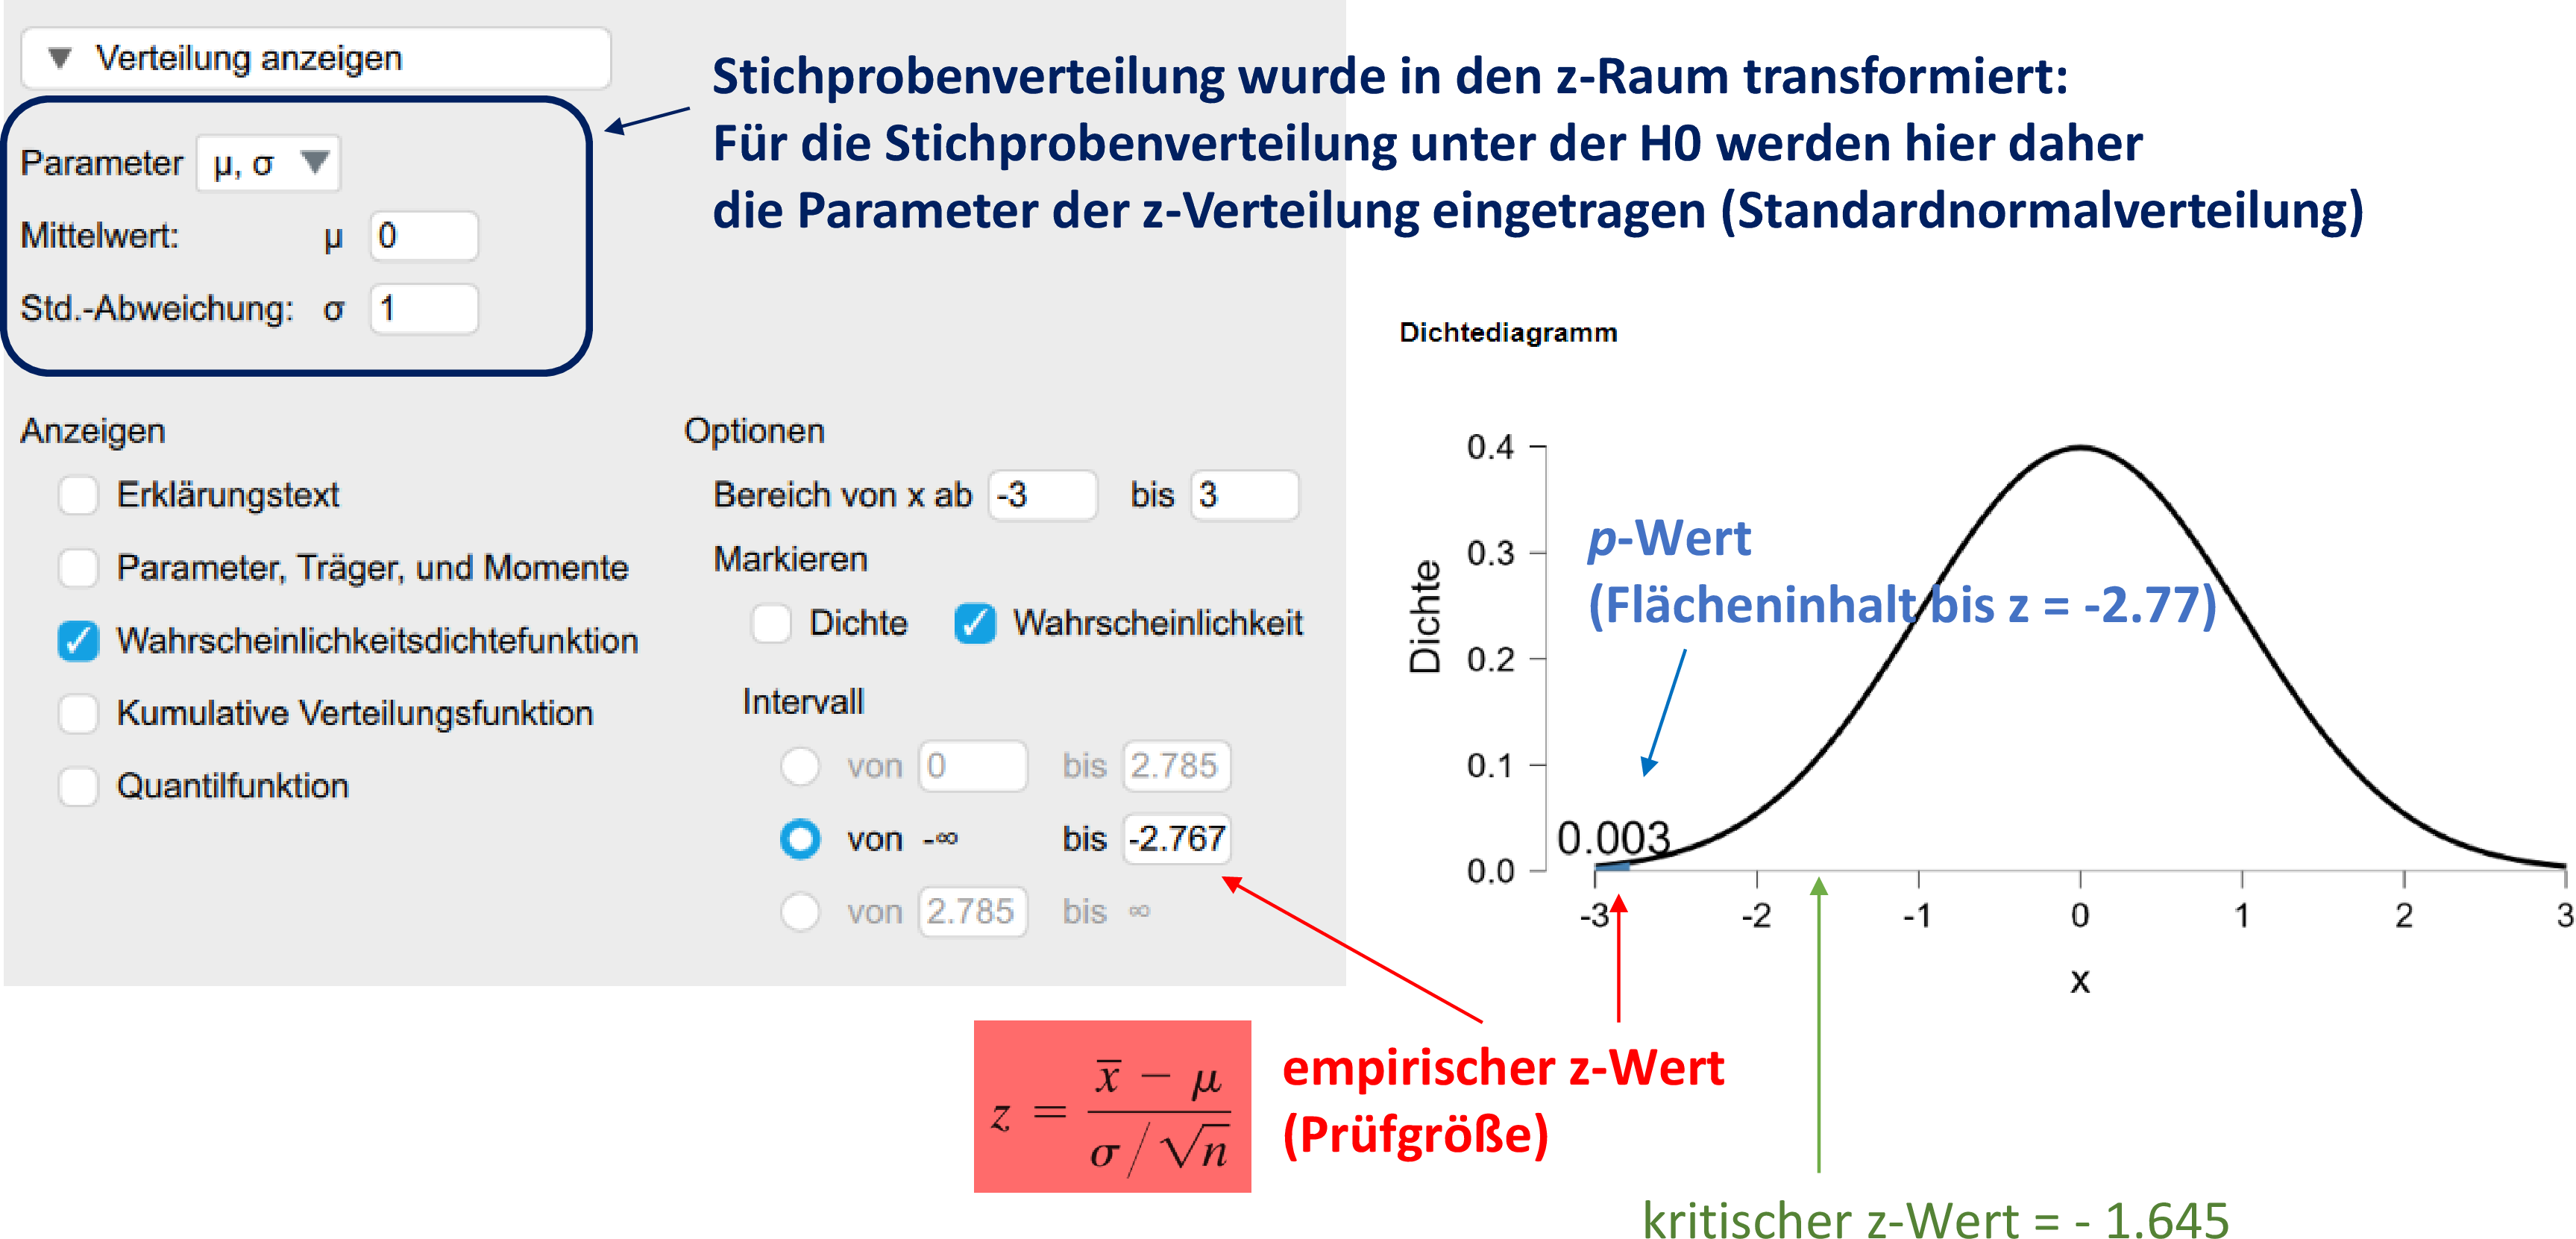 Verteilung anzeigen
Stichprobenverteilung wurde in den z-Raum transformiert:
Für die Stichprobenverteilung unter der H0 werden hier daher
die Parameter der z-Verteilung eingetragen (Standardnormalverteilung)
Parameter μ, σ
Mittelwert: μ 0
Std.-Abweichung: σ 1
Anzeigen
Erklärungstext
Parameter, Träger, und Momente
Wahrscheinlichkeitsdichtefunktion
Kumulative Verteilungsfunktion
Quantilfunktion
Optionen
Bereich von x ab -3 bis 3
Markieren
Dichte Wahrscheinlichkeit
Intervall
von 0 bis 2.785
von -∞ bis -2.767
von 2.785 bis ∞
Dichtediagramm
p-Wert
(Flächeninhalt bis z = -2.77)
Dichte
0.4
0.3
0.2
0.1
0.0
0.003
-3 -2 -1 0 1 2 3
x
z = x̅ − μ / σ / √n
empirischer z-Wert
(Prüfgröße)
kritischer z-Wert = - 1.645